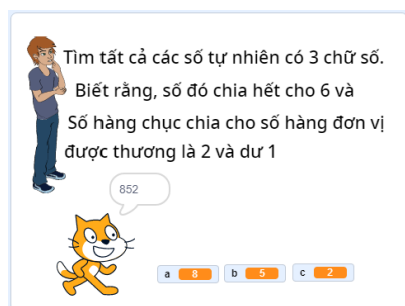 Tìm tất cả các số tự nhiên có 3 chữ số.
Biết rằng, số đó chia hết cho 6 và
Số hàng chục chia cho số hàng đơn vị
được thương là 2 và dư 1
852
a 8 b 5 c 2